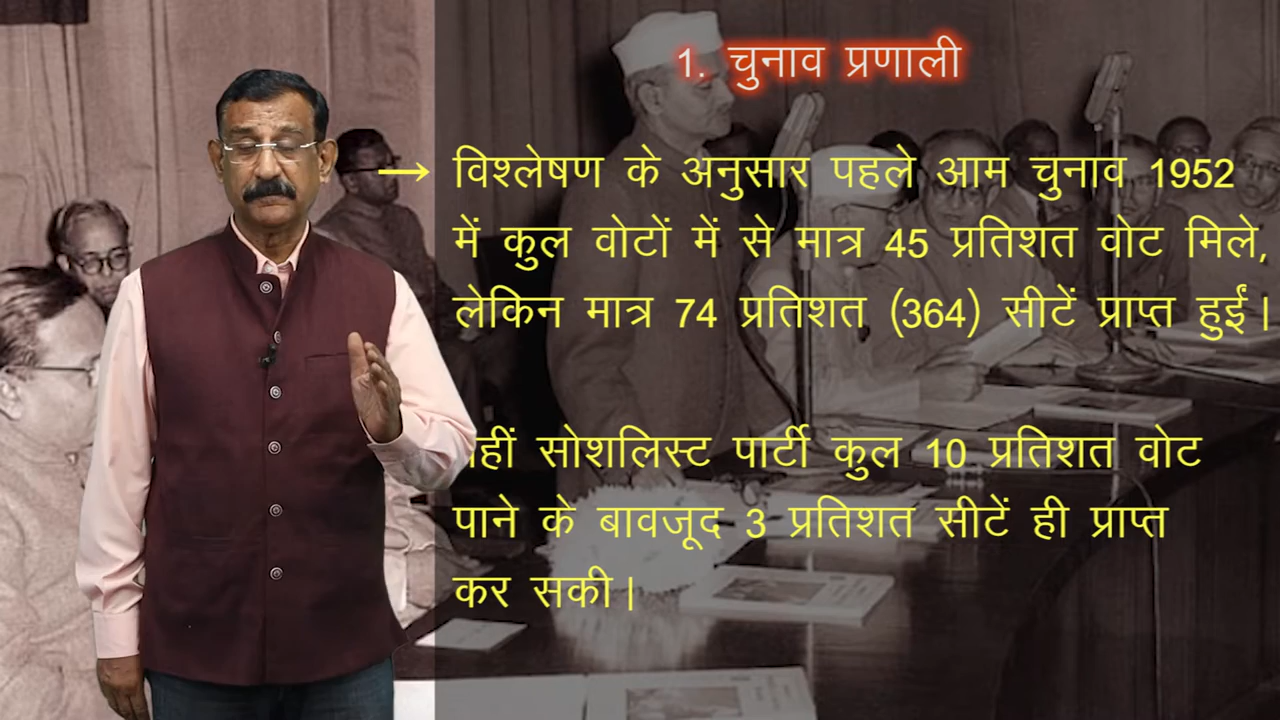 1. चुनाव प्रणाली
→ विश्लेषण के अनुसार पहले आम चुनाव 1952
में कुल वोटों में से मात्र 45 प्रतिशत वोट मिले,
लेकिन मात्र 74 प्रतिशत (364) सीटें प्राप्त हुईं।
सोशलिस्ट पार्टी कुल 10 प्रतिशत वोट
पाने के बावजूद 3 प्रतिशत सीटें ही प्राप्त
कर सकी।